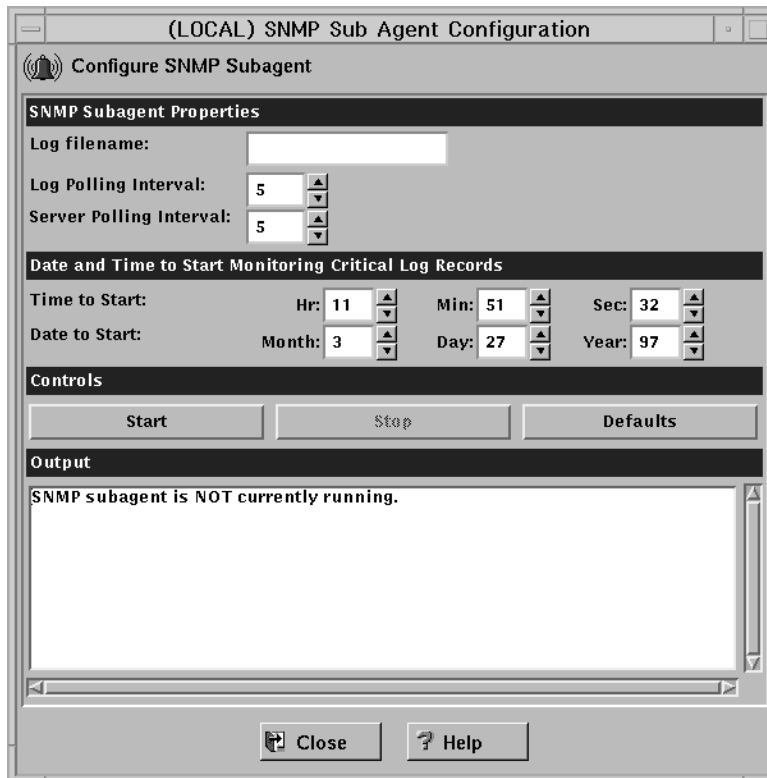 (LOCAL) SNMP Sub Agent Configuration
Configure SNMP Subagent
SNMP Subagent Properties
Log filename:
Log Polling Interval: 5
Server Polling Interval: 5
Date and Time to Start Monitoring Critical Log Records
Time to Start: Hr: 11 Min: 51 Sec: 32
Date to Start: Month: 3 Day: 27 Year: 97
Controls
Start Stop Defaults
Output
SNMP subagent is NOT currently running.
Close Help